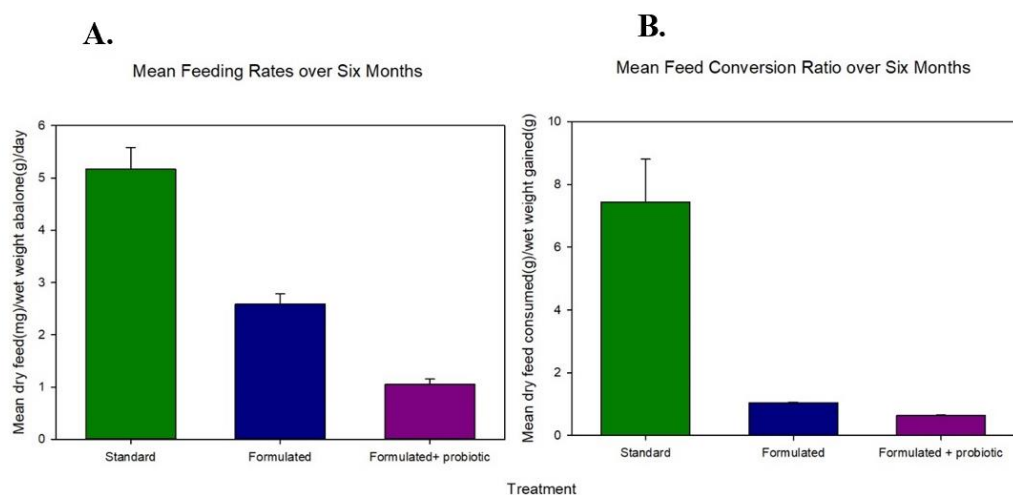 A.
Mean Feeding Rates over Six Months
Mean dry feed(mg)/wet weight abalone(g)/day
6
5
4
3
2
1
0
Standard
Formulated
Formulated+ probiotic
B.
Mean Feed Conversion Ratio over Six Months
Mean dry feed consumed(g)/wet weight gained(g)
10
8
6
4
2
0
Standard
Formulated
Formulated + probiotic
Treatment